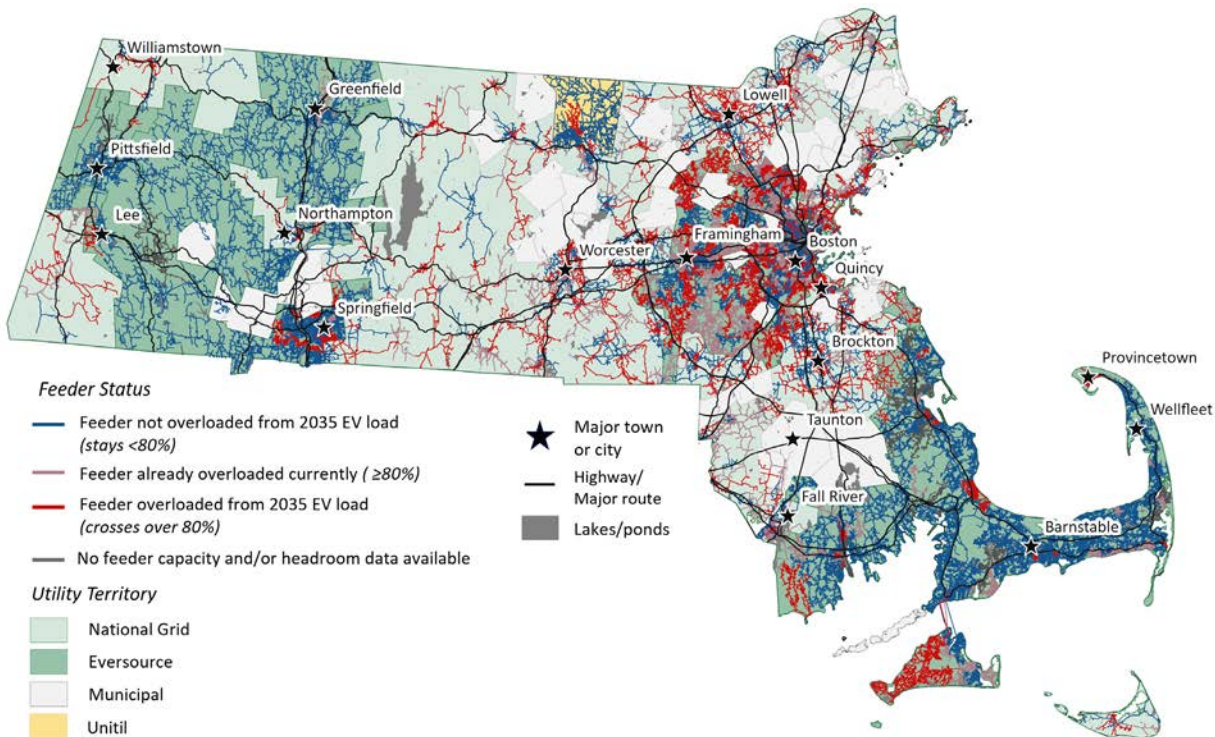 Williamstown
Greenfield
Lowell
Pittsfield
Lee
Northampton
Worcester
Framingham
Boston
Quincy
Springfield
Brockton
Provincetown
Wellfleet
Taunton
Fall River
Barnstable
Feeder Status
Feeder not overloaded from 2035 EV load
(stays <80%)
Feeder already overloaded currently ( ≥80%)
Feeder overloaded from 2035 EV load
(crosses over 80%)
No feeder capacity and/or headroom data available
Major town
or city
Highway/
Major route
Lakes/ponds
Utility Territory
National Grid
Eversource
Municipal
Unitil